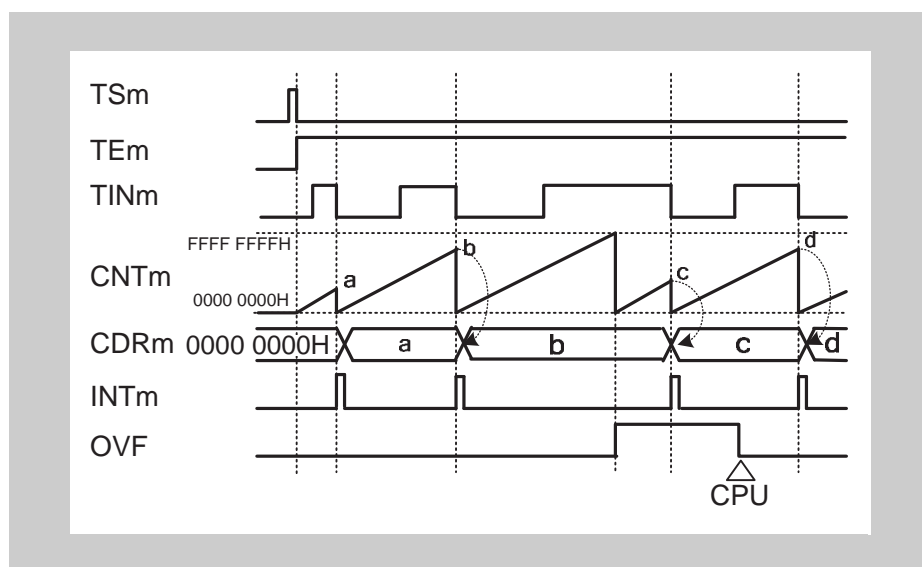 TSm
TEm
TINm
FFFF FFFFH
CNTm
0000 0000H
a
b
c
d
CDRm 0000 0000H
a
b
c
d
INTm
OVF
CPU